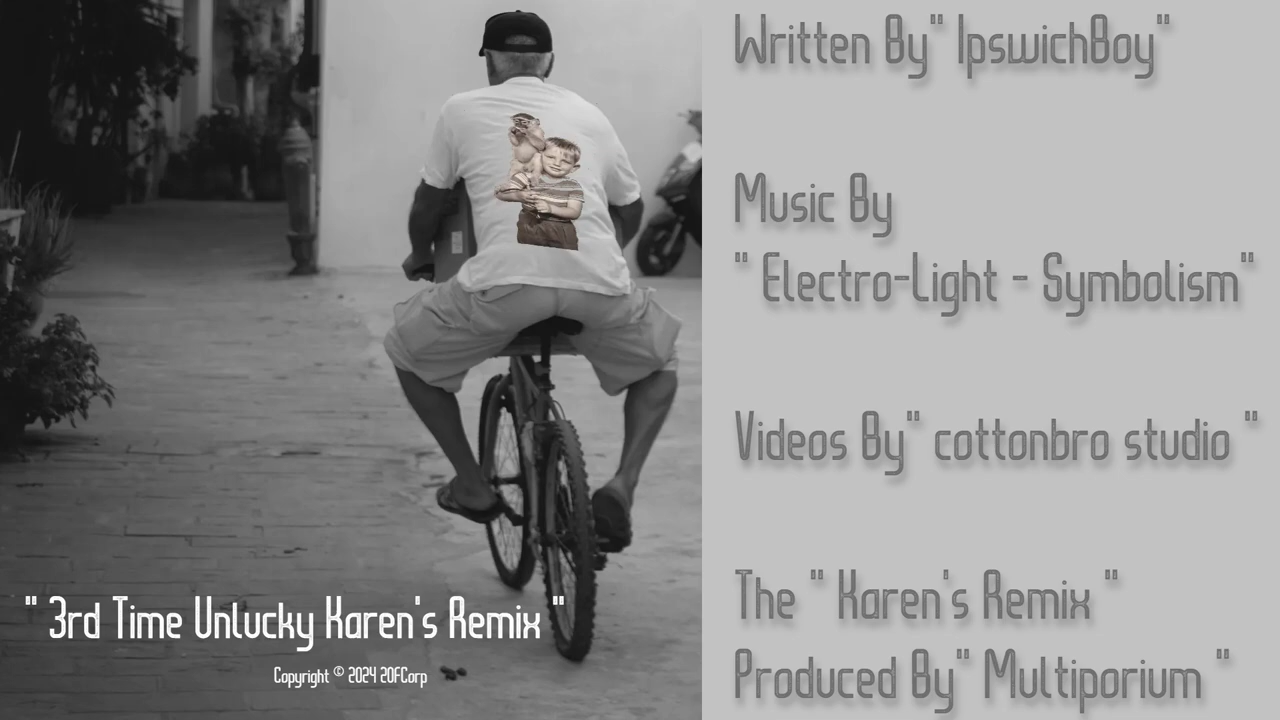 " 3rd Time Unlucky Karen's Remix "
Copyright © 2024 20FCorp
Written By" IpswichBoy"
Music By
" Electro-Light - Symbolism"
Videos By" cottonbro studio "
The " Karen's Remix "
Produced By" Multiporium "